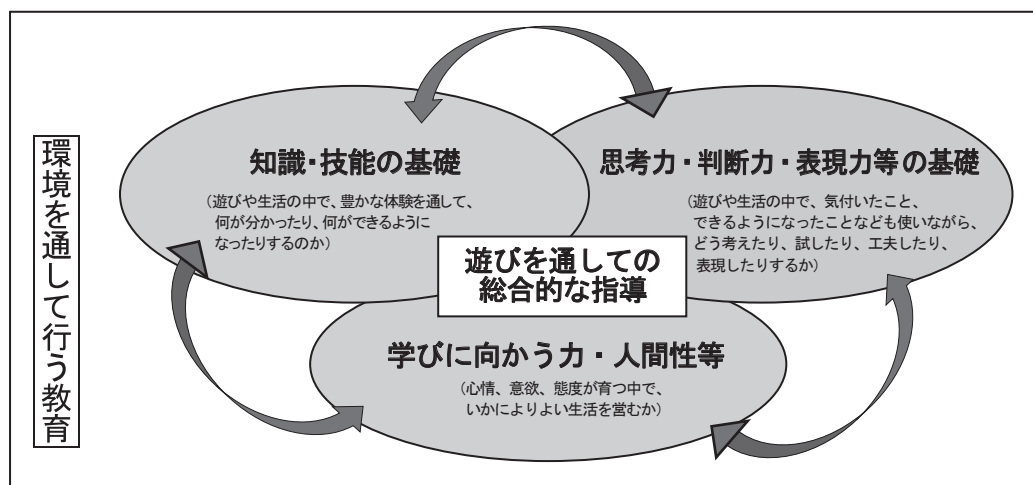 環境を通して行う教育
知識・技能の基礎
（遊びや生活の中で、豊かな体験を通して、
何が分かったり、何ができるように
なったりするのか）
思考力・判断力・表現力等の基礎
（遊びや生活の中で、気付いたこと、
できるようになったことなども使いながら、
どう考えたり、試したり、工夫したり、
表現したりするか）
遊びを通しての
総合的な指導
学びに向かう力・人間性等
（心情、意欲、態度が育つ中で、
いかによりよい生活を営むか）